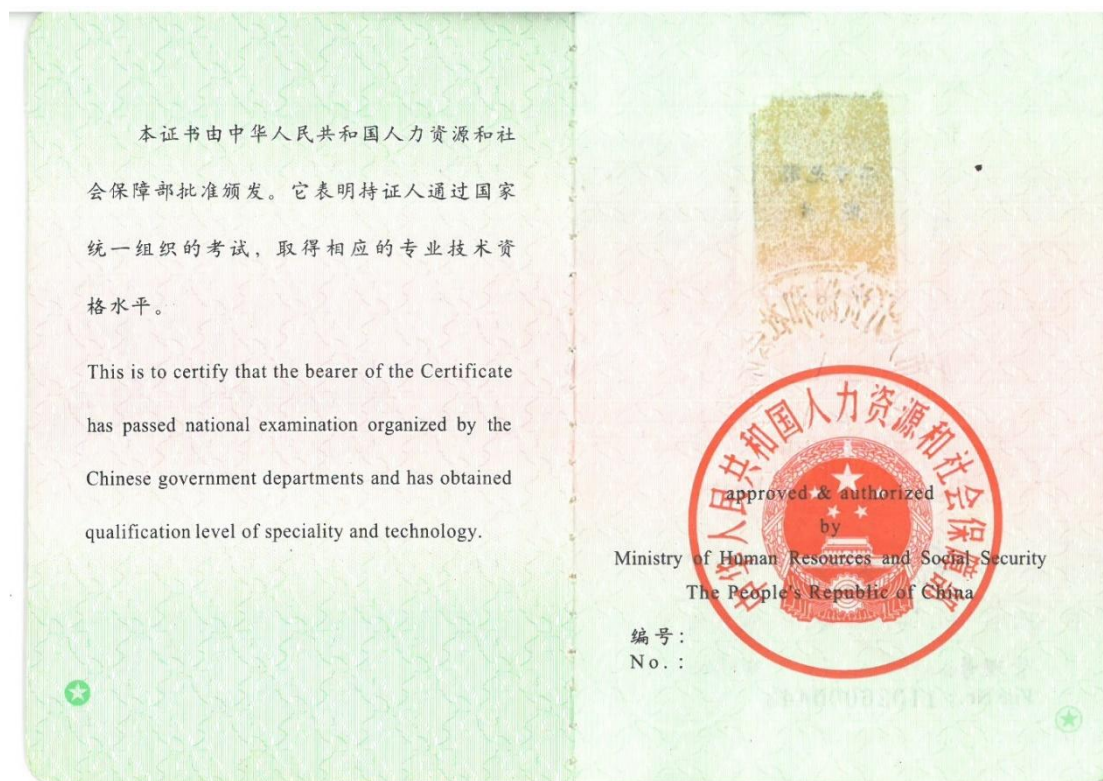 本证书由中华人民共和国人力资源和社
会保障部批准颁发。它表明持证人通过国家
统一组织的考试，取得相应的专业技术资
格水平。
This is to certify that the bearer of the Certificate
has passed national examination organized by the
Chinese government departments and has obtained
qualification level of speciality and technology.
中华人民共和国人力资源和社会保障部
approved & authorized
by
Ministry of Human Resources and Social Security
The People's Republic of China
编号：
No.：